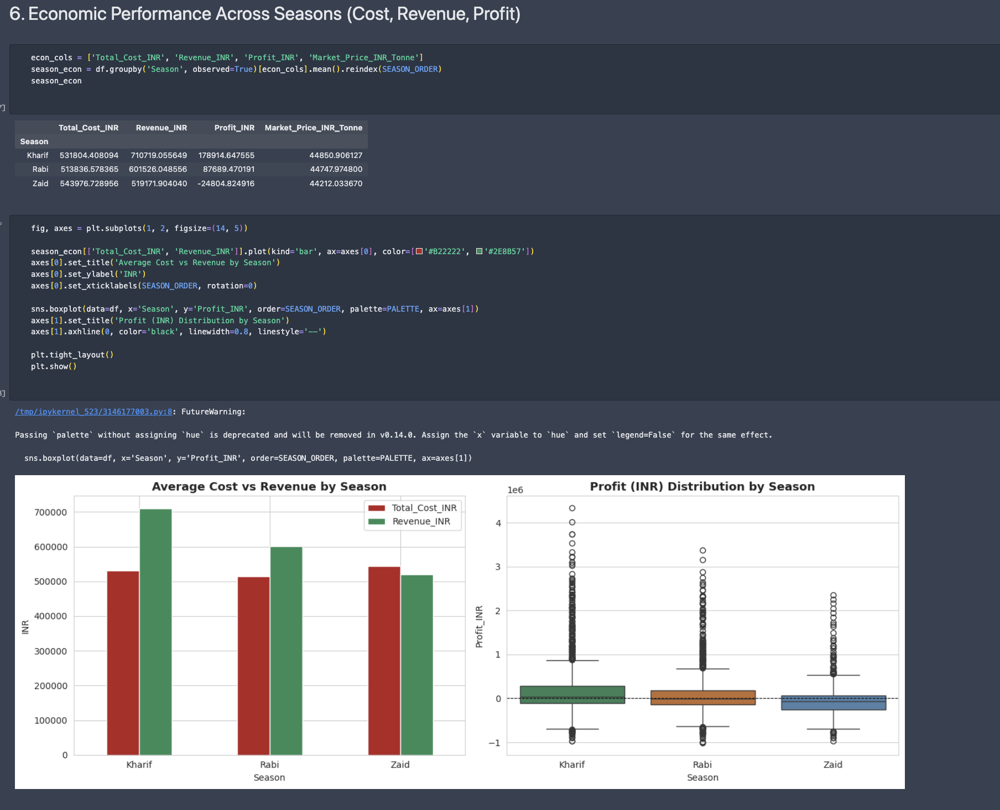 6. Economic Performance Across Seasons (Cost, Revenue, Profit)
econ_cols = ['Total_Cost_INR', 'Revenue_INR', 'Profit_INR', 'Market_Price_INR_Tonne']
season_econ = df.groupby('Season', observed=True)[econ_cols].mean().reindex(SEASON_ORDER)
season_econ
7]
Total_Cost_INR Revenue_INR Profit_INR Market_Price_INR_Tonne
Season
Kharif 531804.408094 710719.055649 178914.647555 44850.906127
Rabi 513836.578365 601526.048556 87689.470191 44747.974800
Zaid 543976.728956 519171.904040 -24804.824916 44212.033670
fig, axes = plt.subplots(1, 2, figsize=(14, 5))
season_econ[['Total_Cost_INR', 'Revenue_INR']].plot(kind='bar', ax=axes[0], color=['#B22222', '#2E8B57'])
axes[0].set_title('Average Cost vs Revenue by Season')
axes[0].set_ylabel('INR')
axes[0].set_xticklabels(SEASON_ORDER, rotation=0)
sns.boxplot(data=df, x='Season', y='Profit_INR', order=SEASON_ORDER, palette=PALETTE, ax=axes[1])
axes[1].set_title('Profit (INR) Distribution by Season')
axes[1].axhline(0, color='black', linewidth=0.8, linestyle='--')
plt.tight_layout()
plt.show()
8]
/tmp/ipykernel_523/3146177003.py:8: FutureWarning:
Passing `palette` without assigning `hue` is deprecated and will be removed in v0.14.0. Assign the `x` variable to `hue` and set `legend=False` for the same effect.
sns.boxplot(data=df, x='Season', y='Profit_INR', order=SEASON_ORDER, palette=PALETTE, ax=axes[1])
Average Cost vs Revenue by Season
Total_Cost_INR
Revenue_INR
700000
600000
500000
400000
300000
200000
100000
0
INR
Kharif Rabi Zaid
Season
Profit (INR) Distribution by Season
1e6
4
3
2
1
0
−1
Profit_INR
Kharif Rabi Zaid
Season